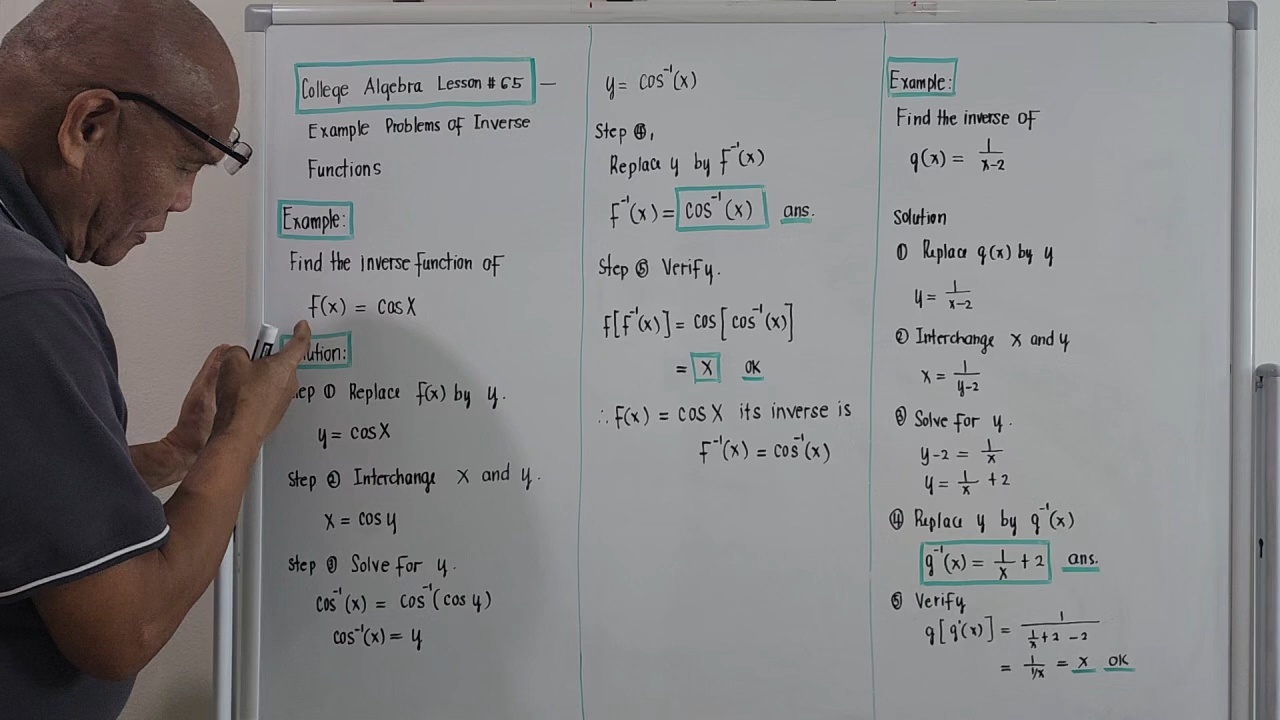 College Algebra Lesson # 65 —
Example Problems of Inverse
Functions
Example:
Find the inverse function of
f(x) = cos X
Step ① Replace f(x) by y.
y = cos X
Step ② Interchange X and y.
X = cos y
Step ③ Solve for y.
cos⁻¹(x) = cos⁻¹(cos y)
cos⁻¹(x) = y
y = cos⁻¹(x)
Step ④,
Replace y by f⁻¹(x)
f⁻¹(x) = cos⁻¹(x) ans.
Step ⑤ Verify.
f[f⁻¹(x)] = cos[cos⁻¹(x)]
= X OK
∴ f(x) = cos X its inverse is
f⁻¹(x) = cos⁻¹(x)
Example:
Find the inverse of
g(x) = 1/(x-2)
Solution
① Replace g(x) by y
y = 1/(x-2)
② Interchange X and y
X = 1/(y-2)
③ Solve for y.
y-2 = 1/x
y = 1/x + 2
④ Replace y by g⁻¹(x)
g⁻¹(x) = 1/x + 2 ans.
⑤ Verify
g[g⁻¹(x)] = 1/(1/x + 2 - 2)
= 1/(1/x) = X OK